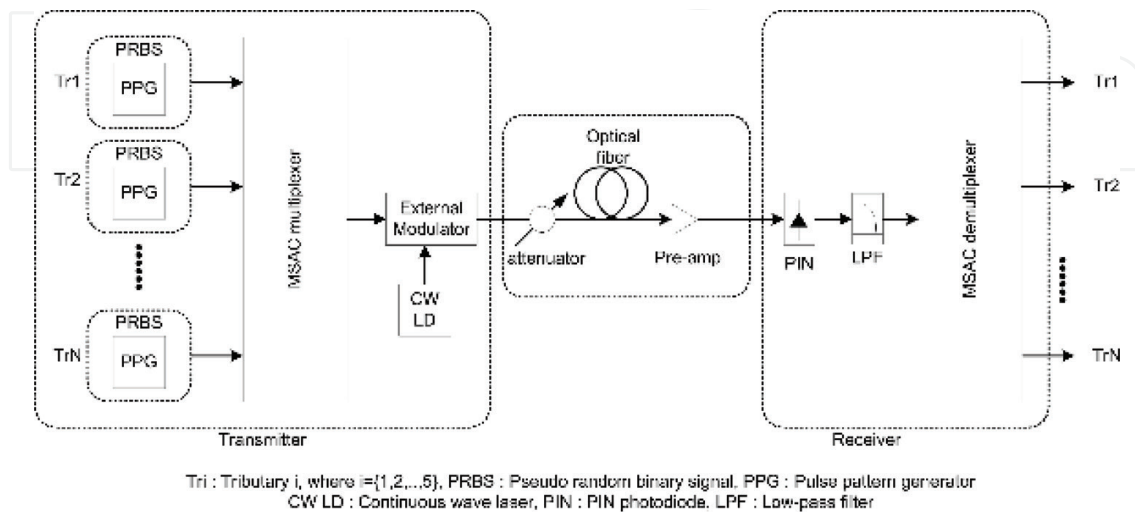 PRBS
Tr1
PPG
PRBS
Tr2
PPG
PRBS
TrN
PPG
MSAC multiplexer
External
Modulator
CW
LD
Transmitter
Optical
fiber
attenuator
Pre-amp
PIN
LPF
MSAC demultiplexer
Tr1
Tr2
TrN
Receiver
Tri : Tributary i, where i={1,2,..,5}, PRBS : Pseudo random binary signal, PPG : Pulse pattern generator
CW LD : Continuous wave laser, PIN : PIN photodiode, LPF : Low-pass filter